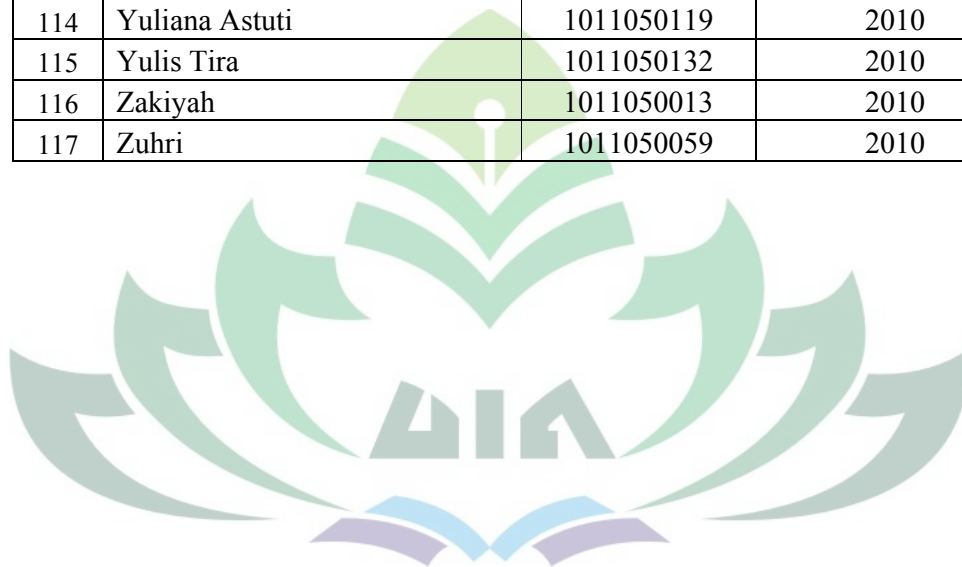 114 Yuliana Astuti 1011050119 2010
115 Yulis Tira 1011050132 2010
116 Zakiyah 1011050013 2010
117 Zuhri 1011050059 2010